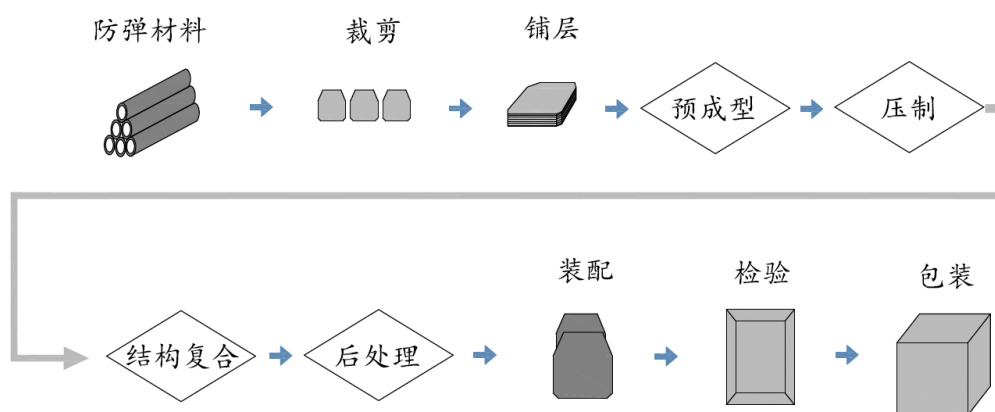 防弹材料
裁剪
铺层
预成型
压制
结构复合
后处理
装配
检验
包装